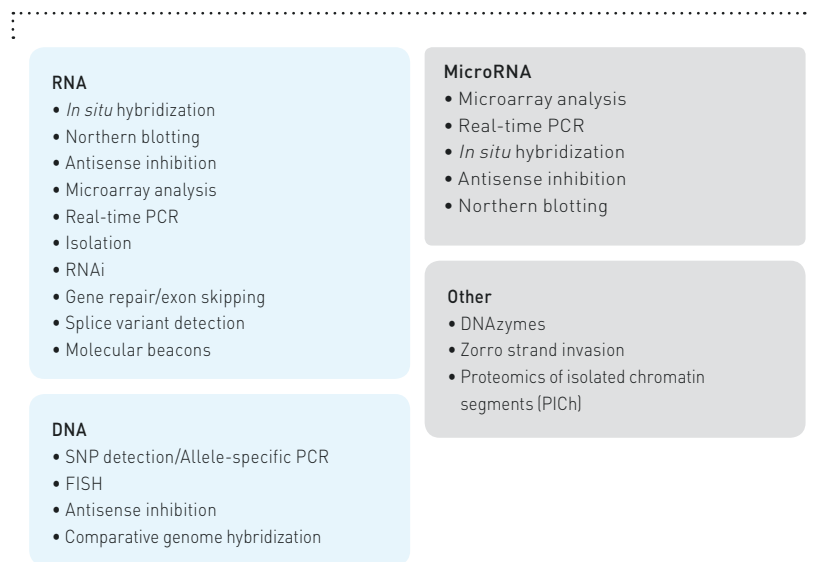 RNA
• In situ hybridization
• Northern blotting
• Antisense inhibition
• Microarray analysis
• Real-time PCR
• Isolation
• RNAi
• Gene repair/exon skipping
• Splice variant detection
• Molecular beacons
DNA
• SNP detection/Allele-specific PCR
• FISH
• Antisense inhibition
• Comparative genome hybridization
MicroRNA
• Microarray analysis
• Real-time PCR
• In situ hybridization
• Antisense inhibition
• Northern blotting
Other
• DNAzymes
• Zorro strand invasion
• Proteomics of isolated chromatin
segments (PICh)